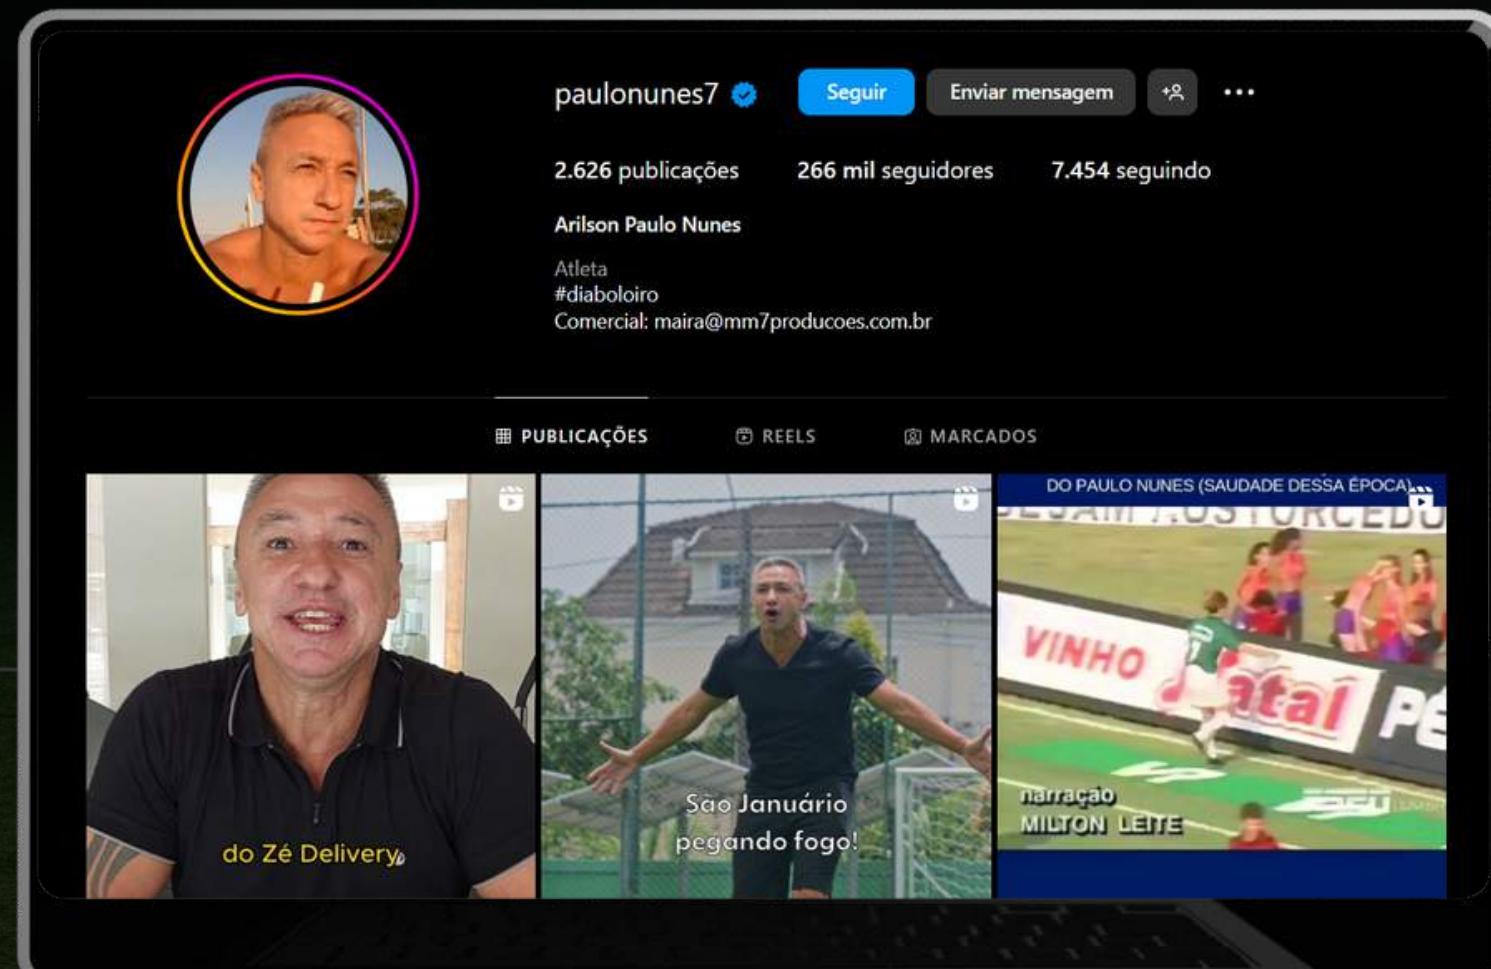 paulonunes7 Seguir Enviar mensagem
2.626 publicações 266 mil seguidores 7.454 seguindo
Arilson Paulo Nunes
Atleta
#diaboloiro
Comercial: maira@mm7producoes.com.br
PUBLICAÇÕES REELS MARCADOS
do Zé Delivery
São Januário
pegando fogo!
DO PAULO NUNES (SAUDADE DESSA ÉPOCA)
VINHO
narração
MILTON LEITE